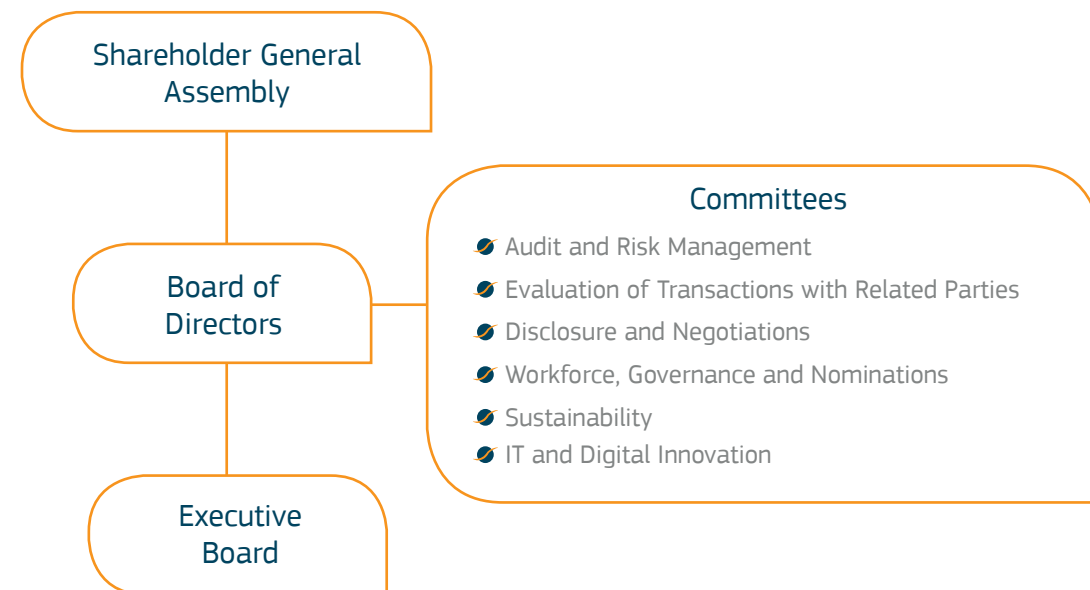 Shareholder General
Assembly
Board of
Directors
Committees
Audit and Risk Management
Evaluation of Transactions with Related Parties
Disclosure and Negotiations
Workforce, Governance and Nominations
Sustainability
IT and Digital Innovation
Executive
Board